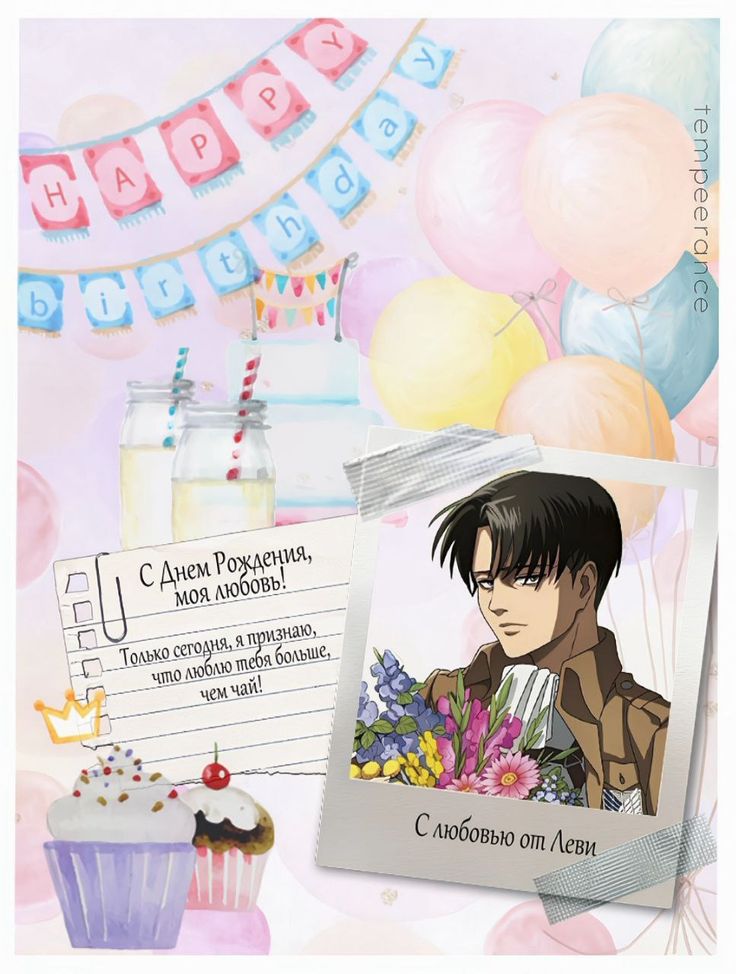 HAPPY
birthday
tempeerance
С Днем Рождения,
моя любовь!
Только сегодня, я признаю,
что люблю тебя больше,
чем чай!
С любовью от Леви